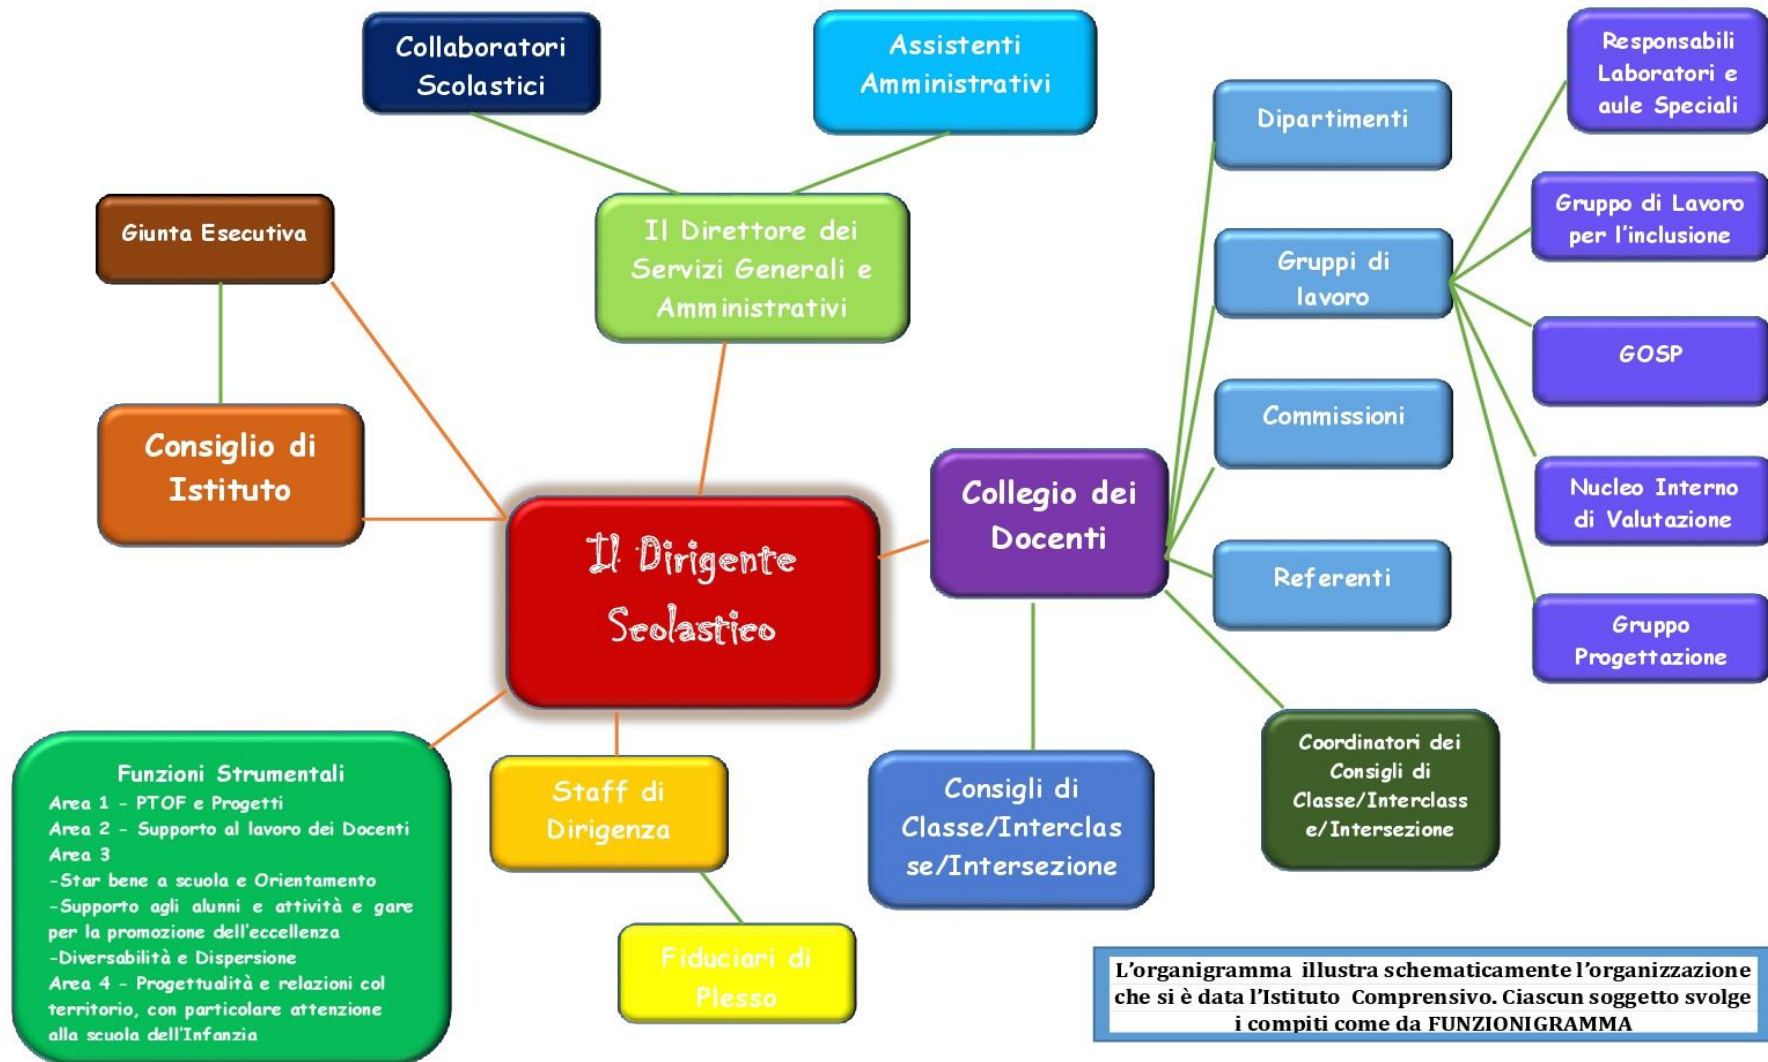 Collaboratori
Scolastici
Assistenti
Amministrativi
Responsabili
Laboratori e
aule Speciali
Dipartimenti
Giunta Esecutiva
Il Direttore dei
Servizi Generali e
Amministrativi
Gruppo di Lavoro
per l'inclusione
Gruppi di
lavoro
GOSP
Consiglio di
Istituto
Commissioni
Collegio dei
Docenti
Nucleo Interno
di Valutazione
Il Dirigente
Scolastico
Referenti
Gruppo
Progettazione
Funzioni Strumentali
Area 1 - PTOF e Progetti
Area 2 - Supporto al lavoro dei Docenti
Area 3
-Star bene a scuola e Orientamento
-Supporto agli alunni e attività e gare
per la promozione dell'eccellenza
-Diversabilità e Dispersione
Area 4 - Progettualità e relazioni col
territorio, con particolare attenzione
alla scuola dell'Infanzia
Staff di
Dirigenza
Consigli di
Classe/Interclas
se/Intersezione
Coordinatori dei
Consigli di
Classe/Interclass
e/Intersezione
Fiduciari di
Plesso
L'organigramma illustra schematicamente l'organizzazione
che si è data l'Istituto Comprensivo. Ciascun soggetto svolge
i compiti come da FUNZIONIGRAMMA